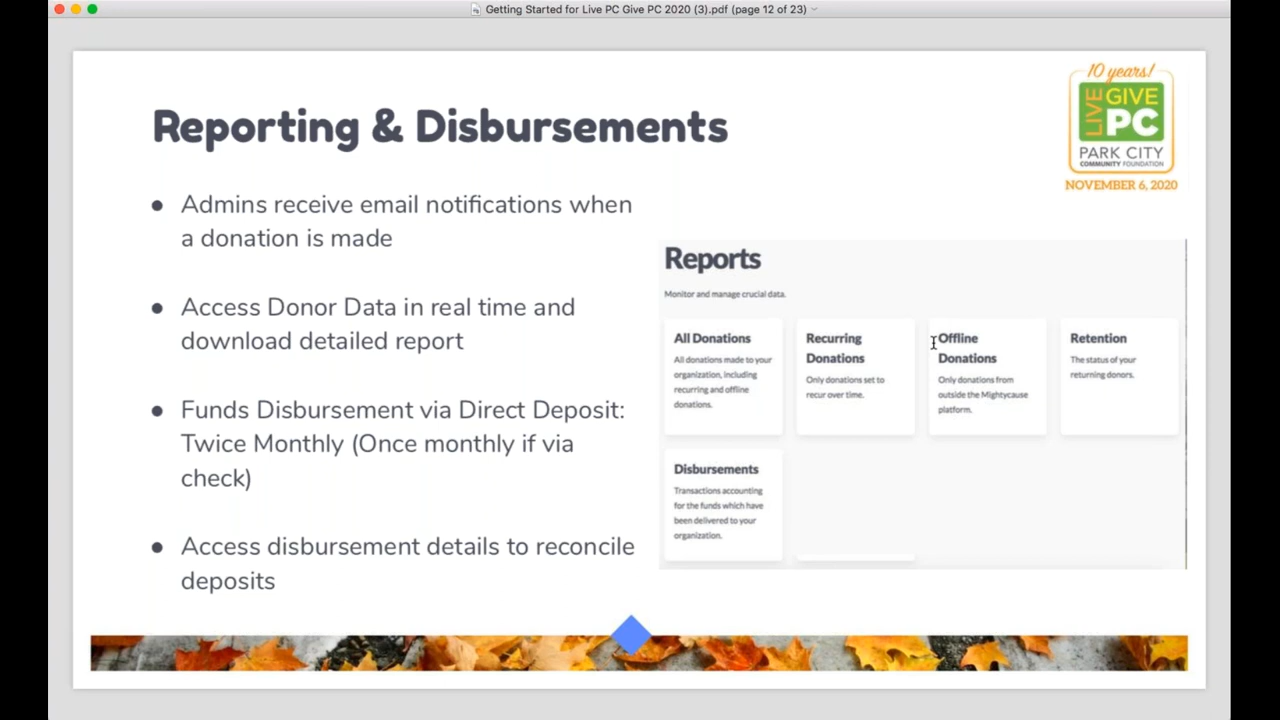 Getting Started for Live PC Give PC 2020 (3).pdf (page 12 of 23)
10 years!
LIVE
GIVE
PC
PARK CITY
COMMUNITY FOUNDATION
NOVEMBER 6, 2020
Reporting & Disbursements
● Admins receive email notifications when
a donation is made
● Access Donor Data in real time and
download detailed report
● Funds Disbursement via Direct Deposit:
Twice Monthly (Once monthly if via
check)
● Access disbursement details to reconcile
deposits
Reports
Monitor and manage crucial data.
All Donations
All donations made to your
organization, including
recurring and offline
donations.
Recurring
Donations
Only donations set to
recur over time.
Offline
Donations
Only donations from
outside the Mightycause
platform.
Retention
The status of your
returning donors.
Disbursements
Transactions accounting
for the funds which have
been delivered to your
organization.